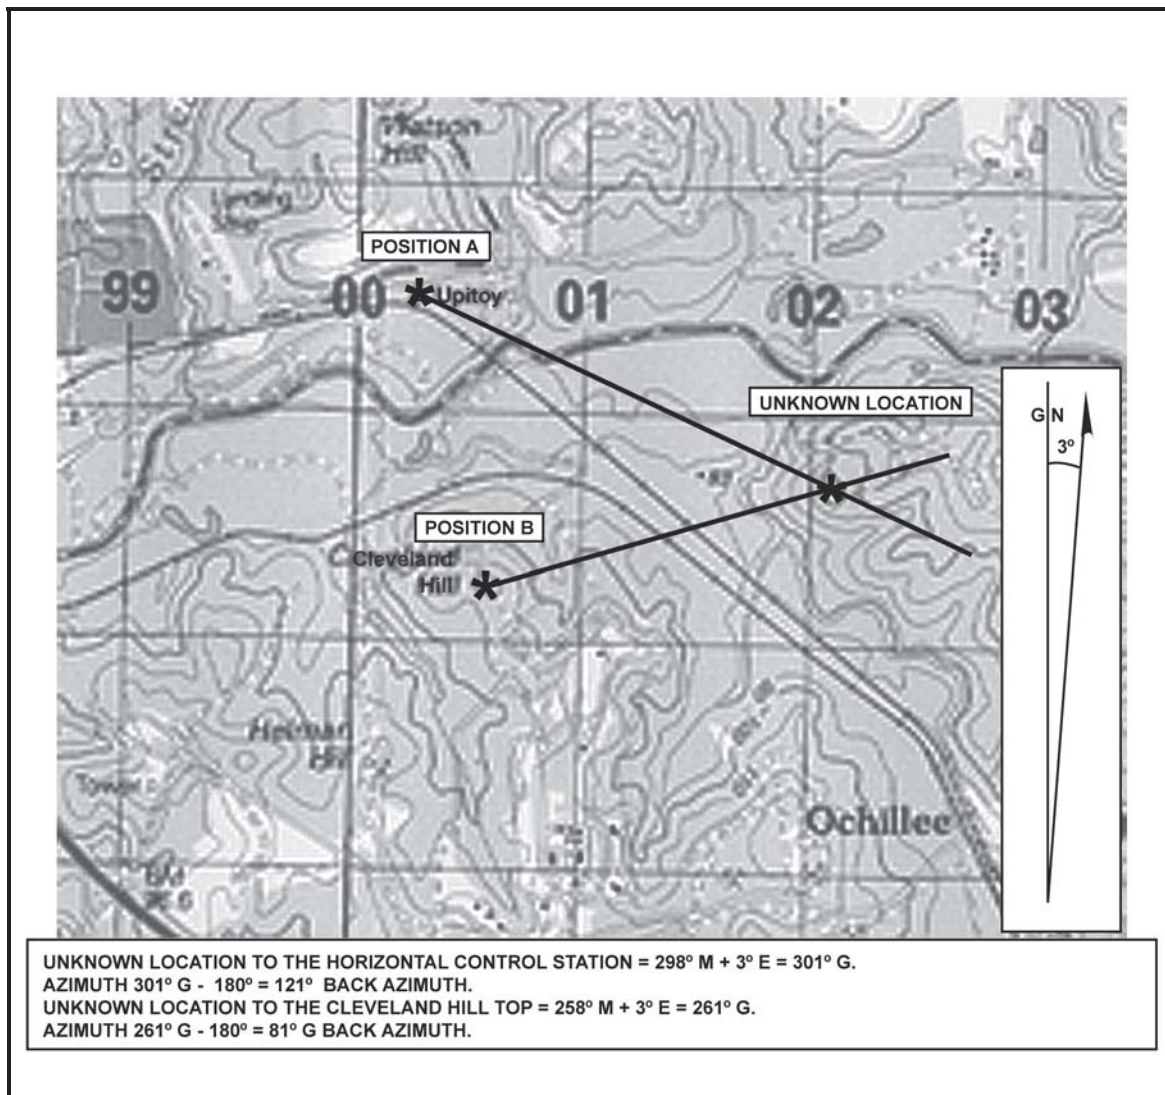 Hill
POSITION A
99
00
Upitoy
01
02
03
UNKNOWN LOCATION
G N
3º
POSITION B
Cleveland
Hill
100
Ochillee
UNKNOWN LOCATION TO THE HORIZONTAL CONTROL STATION = 298º M + 3º E = 301º G.
AZIMUTH 301º G - 180º = 121º BACK AZIMUTH.
UNKNOWN LOCATION TO THE CLEVELAND HILL TOP = 258º M + 3º E = 261º G.
AZIMUTH 261º G - 180º = 81º G BACK AZIMUTH.